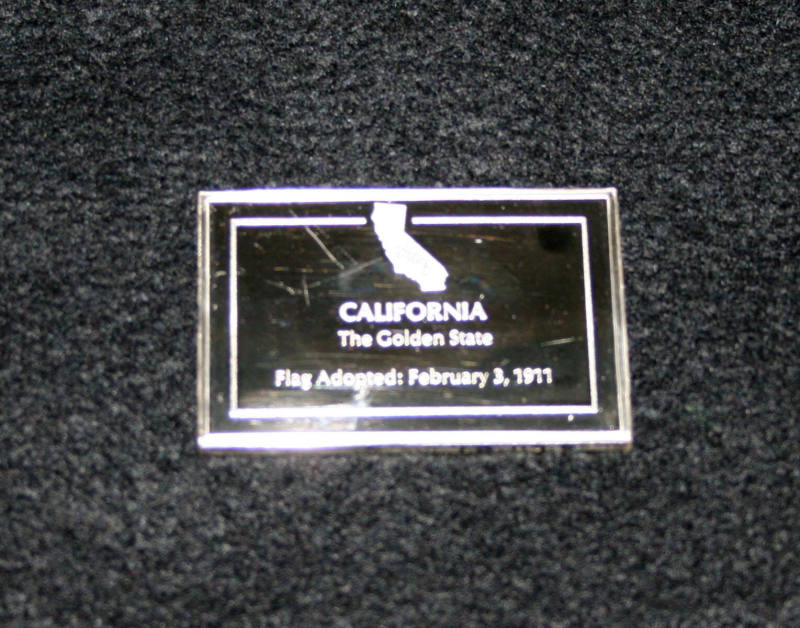 CALIFORNIA
The Golden State
Flag Adopted: February 3, 1911